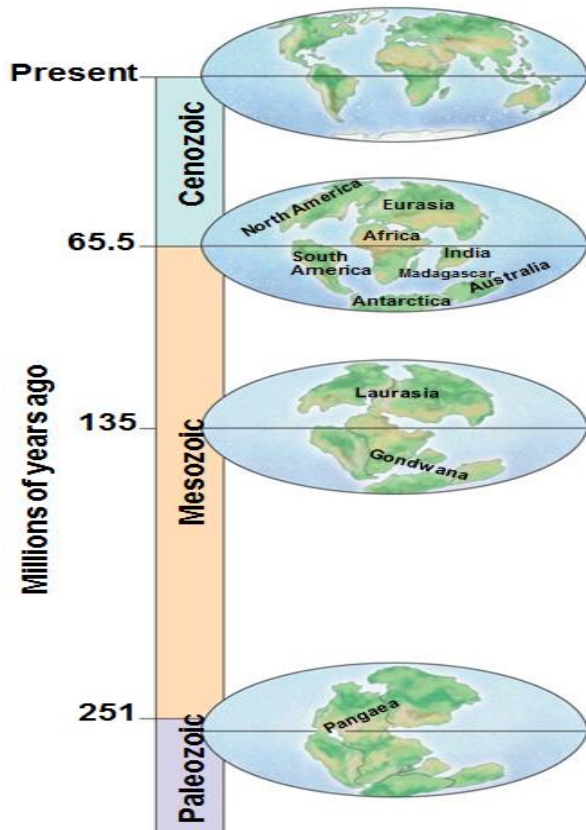 Present
Cenozoic
North America
Eurasia
Africa
65.5
South
America
India
Madagascar
Australia
Antarctica
Millions of years ago
Mesozoic
Laurasia
135
Gondwana
251
Pangaea
Paleozoic